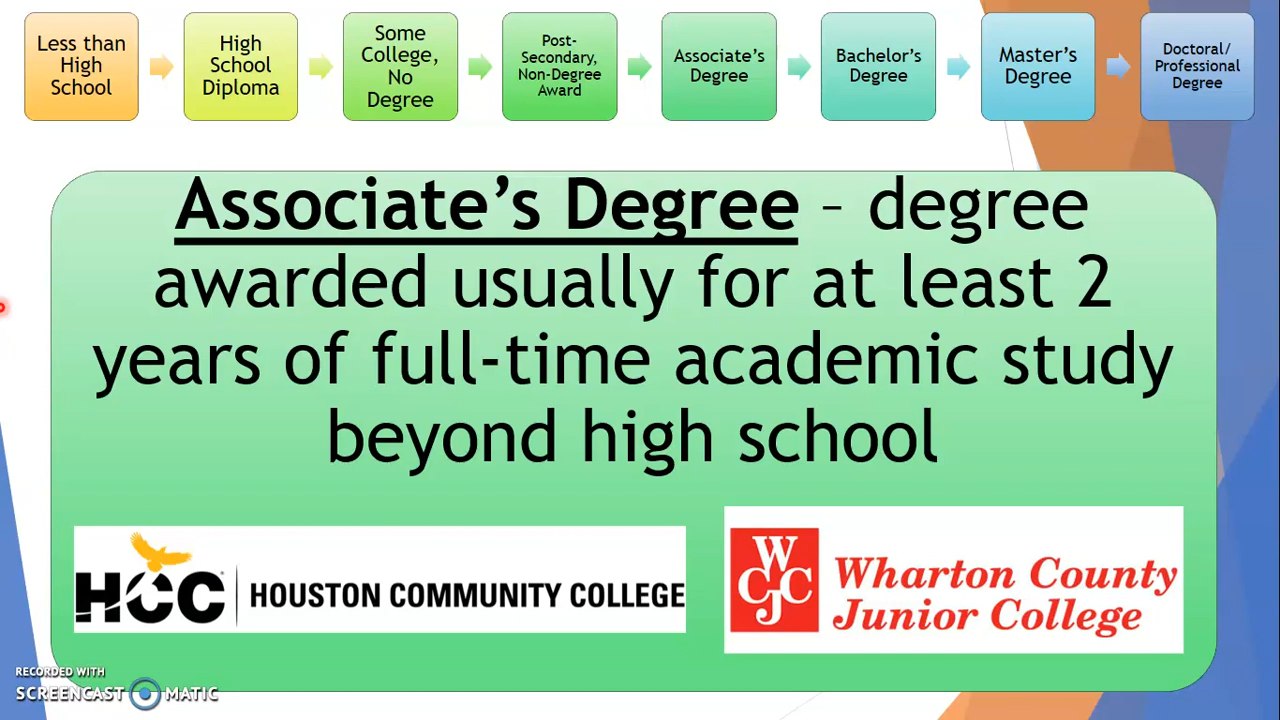 Less than
High
School
High
School
Diploma
Some
College,
No
Degree
Post-
Secondary,
Non-Degree
Award
Associate's
Degree
Bachelor's
Degree
Master's
Degree
Doctoral/
Professional
Degree
Associate's Degree – degree
awarded usually for at least 2
years of full-time academic study
beyond high school
HCC HOUSTON COMMUNITY COLLEGE
WCJC
Wharton County
Junior College
RECORDED WITH
SCREENCAST MATIC